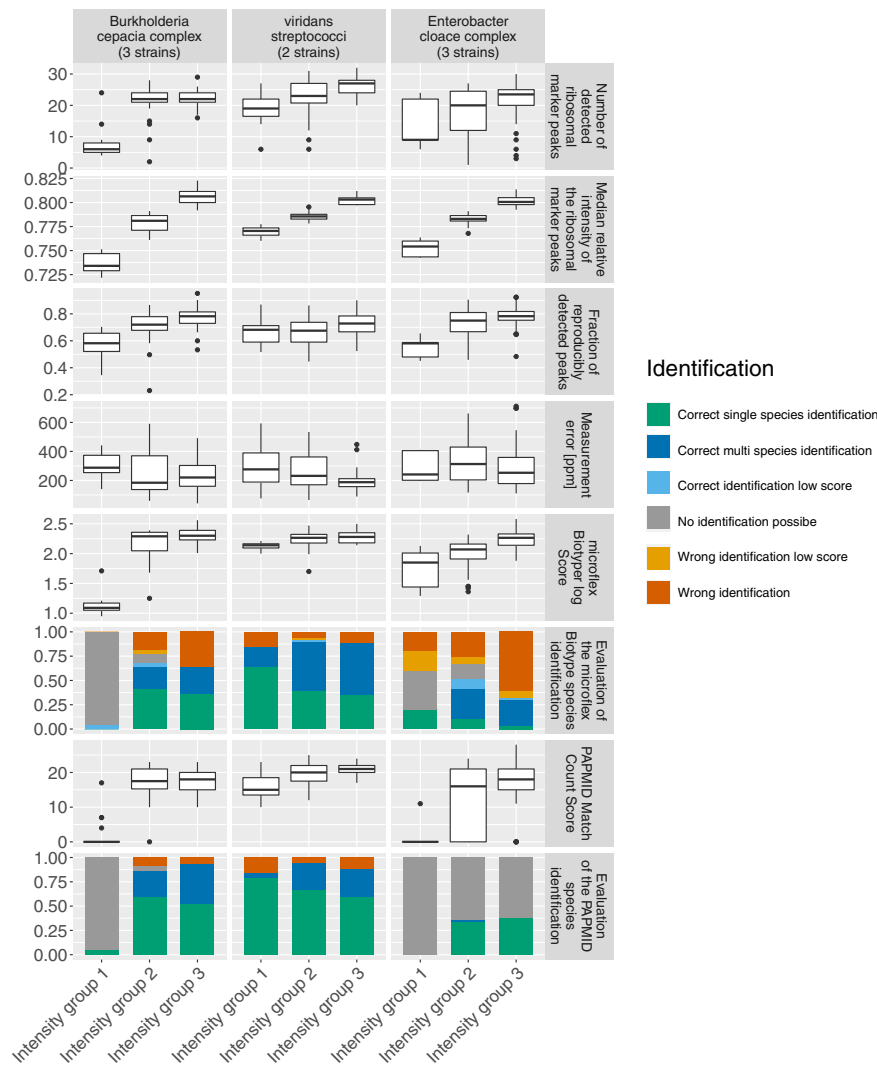 Burkholderia
cepacia complex
(3 strains)
viridans
streptococci
(2 strains)
Enterobacter
cloace complex
(3 strains)
30
20
10
0
Number of
detected
ribosomal
marker peaks
0.825
0.800
0.775
0.750
0.725
Median relative
intensity of
the ribosomal
marker peaks
0.8
0.6
0.4
0.2
Fraction of
reproducibly
detected peaks
600
400
200
Measurement
error [ppm]
2.5
2.0
1.5
1.0
microflex
Biotyper log
Score
1.00
0.75
0.50
0.25
0.00
Evaluation of
the microflex
Biotype species
identification
20
10
0
PAPMID Match
Count Score
1.00
0.75
0.50
0.25
0.00
Evaluation
of the PAPMID
species
identification
Intensity group 1
Intensity group 2
Intensity group 3
Intensity group 1
Intensity group 2
Intensity group 3
Intensity group 1
Intensity group 2
Intensity group 3
Identification
Correct single species identification
Correct multi species identification
Correct identification low score
No identification possibe
Wrong identification low score
Wrong identification